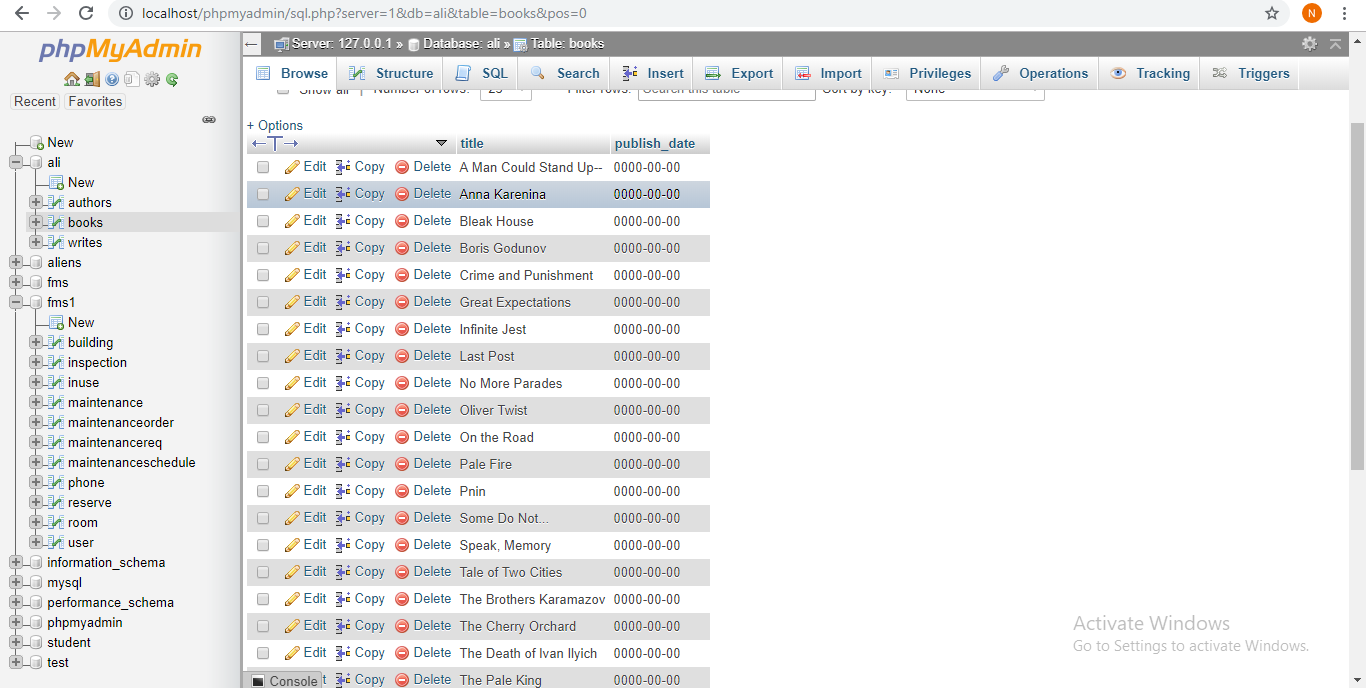 localhost/phpmyadmin/sql.php?server=1&db=ali&table=books&pos=0
N
phpMyAdmin
Recent Favorites
New
ali
New
authors
books
writes
aliens
fms
fms1
New
building
inspection
inuse
maintenance
maintenanceorder
maintenancereq
maintenanceschedule
phone
reserve
room
user
information_schema
mysql
performance_schema
phpmyadmin
student
test
Server: 127.0.0.1 » Database: ali » Table: books
Browse Structure SQL Search Insert Export Import Privileges Operations Tracking Triggers
Show all | Number of rows: 25 Filter rows: Search this table Sort by key: None
+ Options
←T→ title publish_date
Edit Copy Delete A Man Could Stand Up-- 0000-00-00
Edit Copy Delete Anna Karenina 0000-00-00
Edit Copy Delete Bleak House 0000-00-00
Edit Copy Delete Boris Godunov 0000-00-00
Edit Copy Delete Crime and Punishment 0000-00-00
Edit Copy Delete Great Expectations 0000-00-00
Edit Copy Delete Infinite Jest 0000-00-00
Edit Copy Delete Last Post 0000-00-00
Edit Copy Delete No More Parades 0000-00-00
Edit Copy Delete Oliver Twist 0000-00-00
Edit Copy Delete On the Road 0000-00-00
Edit Copy Delete Pale Fire 0000-00-00
Edit Copy Delete Pnin 0000-00-00
Edit Copy Delete Some Do Not... 0000-00-00
Edit Copy Delete Speak, Memory 0000-00-00
Edit Copy Delete Tale of Two Cities 0000-00-00
Edit Copy Delete The Brothers Karamazov 0000-00-00
Edit Copy Delete The Cherry Orchard 0000-00-00
Edit Copy Delete The Death of Ivan Ilyich 0000-00-00
Copy Delete The Pale King 0000-00-00
Console
Activate Windows
Go to Settings to activate Windows.